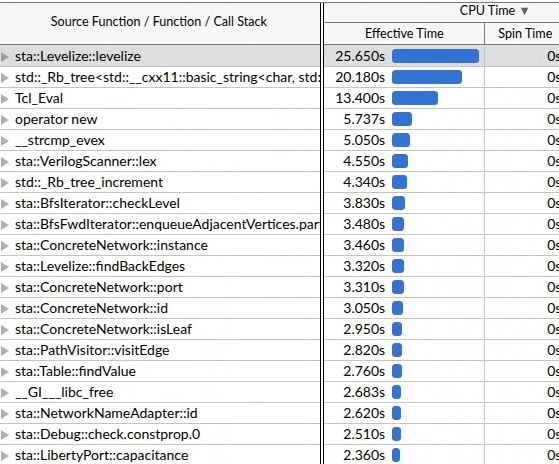 Source Function / Function / Call Stack
CPU Time ▼
Effective Time Spin Time
sta::Levelize::levelize 25.650s 0s
std::_Rb_tree<std::__cxx11::basic_string<char, std: 20.180s 0s
Tcl_Eval 13.400s 0s
operator new 5.737s 0s
__strcmp_evex 5.050s 0s
sta::VerilogScanner::lex 4.550s 0s
std::_Rb_tree_increment 4.340s 0s
sta::BfsIterator::checkLevel 3.830s 0s
sta::BfsFwdIterator::enqueueAdjacentVertices.par 3.480s 0s
sta::ConcreteNetwork::instance 3.460s 0s
sta::Levelize::findBackEdges 3.320s 0s
sta::ConcreteNetwork::port 3.310s 0s
sta::ConcreteNetwork::id 3.050s 0s
sta::ConcreteNetwork::isLeaf 2.950s 0s
sta::PathVisitor::visitEdge 2.820s 0s
sta::Table::findValue 2.760s 0s
__GI___libc_free 2.683s 0s
sta::NetworkNameAdapter::id 2.620s 0s
sta::Debug::check.constprop.0 2.510s 0s
sta::LibertyPort::capacitance 2.360s 0s